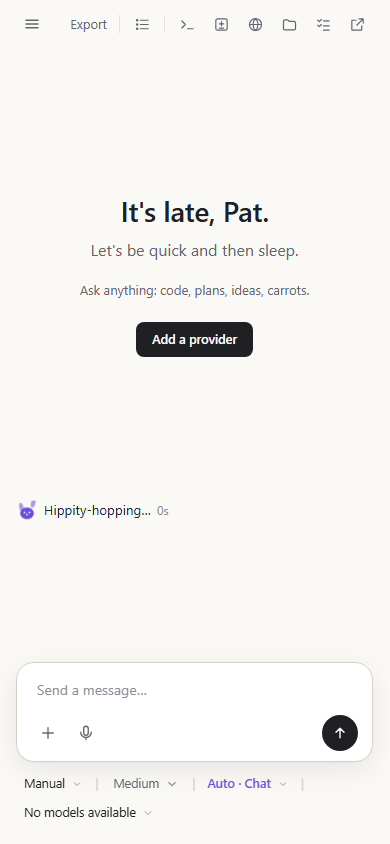 Export
It's late, Pat.
Let's be quick and then sleep.
Ask anything: code, plans, ideas, carrots.
Add a provider
Hippity-hopping... 0s
Send a message...
Manual | Medium | Auto · Chat |
No models available